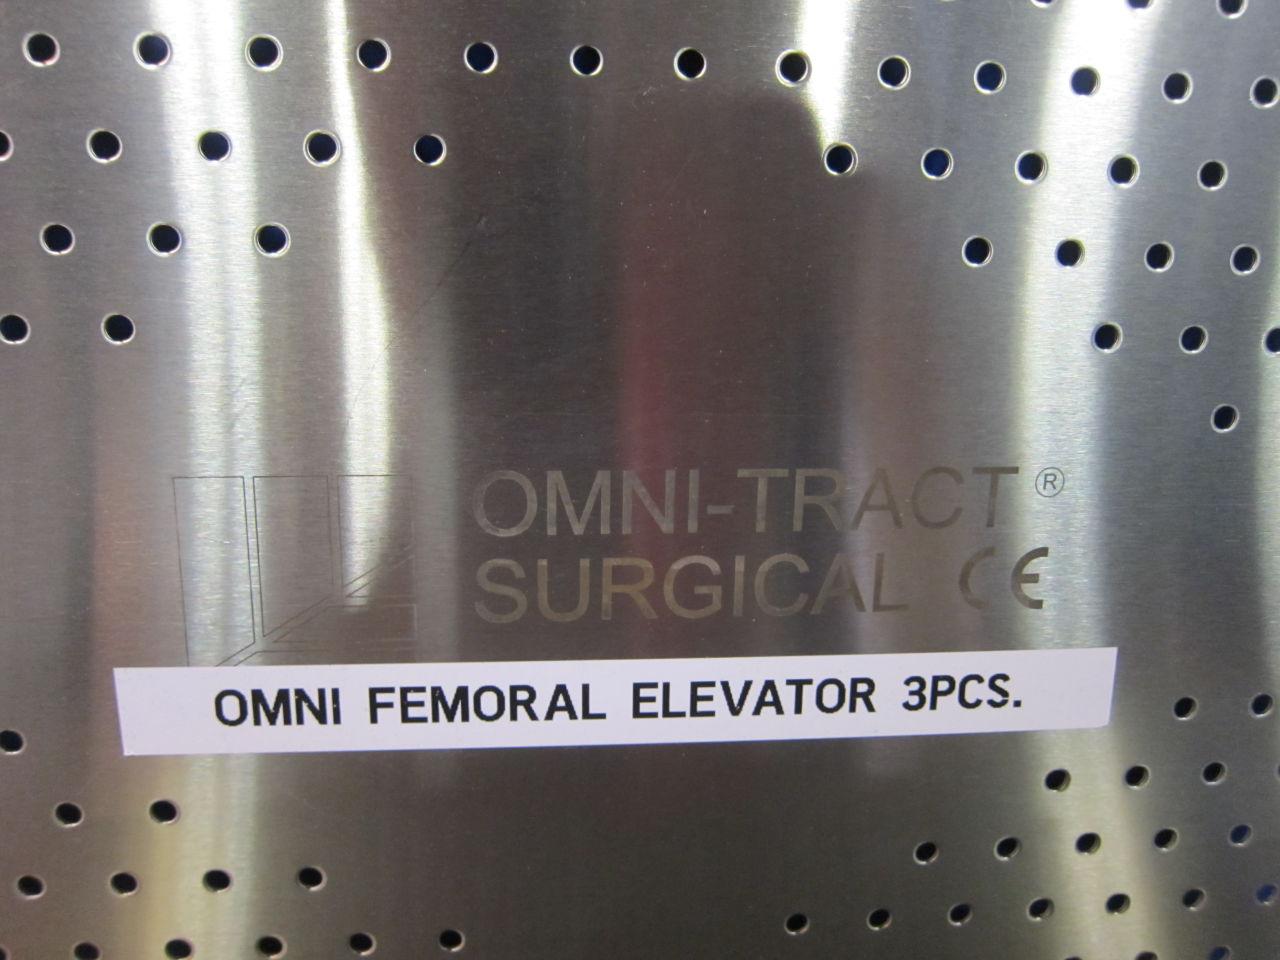 OMNI-TRACT®
SURGICAL CE
OMNI FEMORAL ELEVATOR 3PCS.